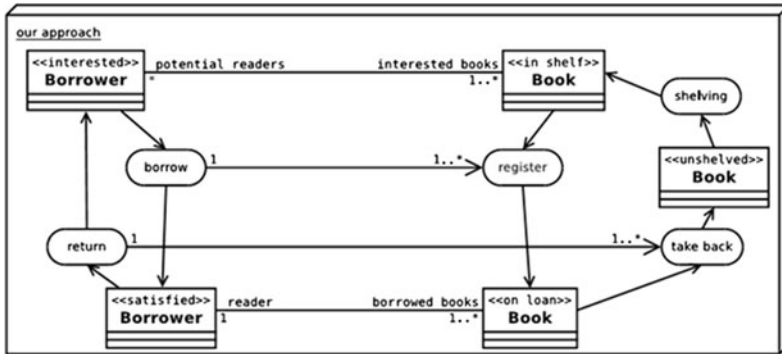 our approach
<<interested>>
Borrower
potential readers
*
interested books
1..*
<<in shelf>>
Book
shelving
borrow
1
1..*
register
<<unshelved>>
Book
return
1
1..*
take back
<<satisfied>>
Borrower
reader
1
borrowed books
1..*
<<on loan>>
Book